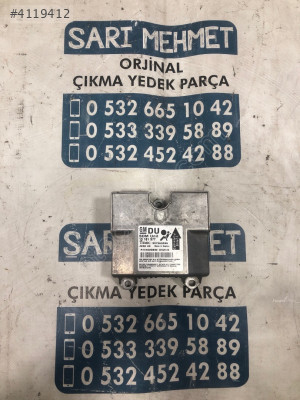 #4119412
SARI MEHMET
ORJİNAL
ÇIKMA YEDEK PARÇA
0 532 665 10 42
0 533 339 58 89
0 532 452 42 88
GM
DU
ÇIKMA YEDEK PARÇA
0 532 665 10 42
0 533 339 58 89
0 532 452 42 88